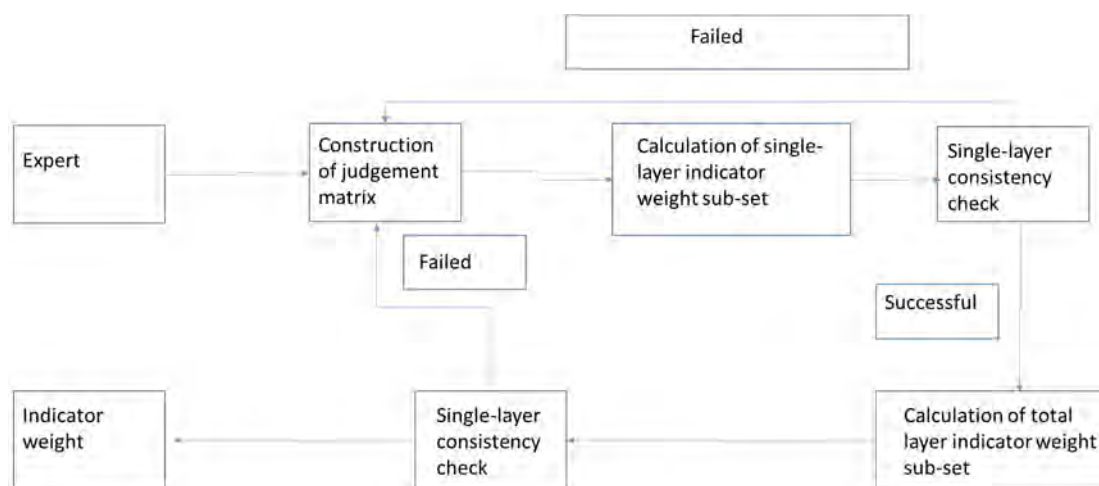 Failed
Expert
Construction
of judgement
matrix
Calculation of single-
layer indicator
weight sub-set
Single-layer
consistency
check
Failed
Successful
Indicator
weight
Single-layer
consistency
check
Calculation of total
layer indicator weight
sub-set